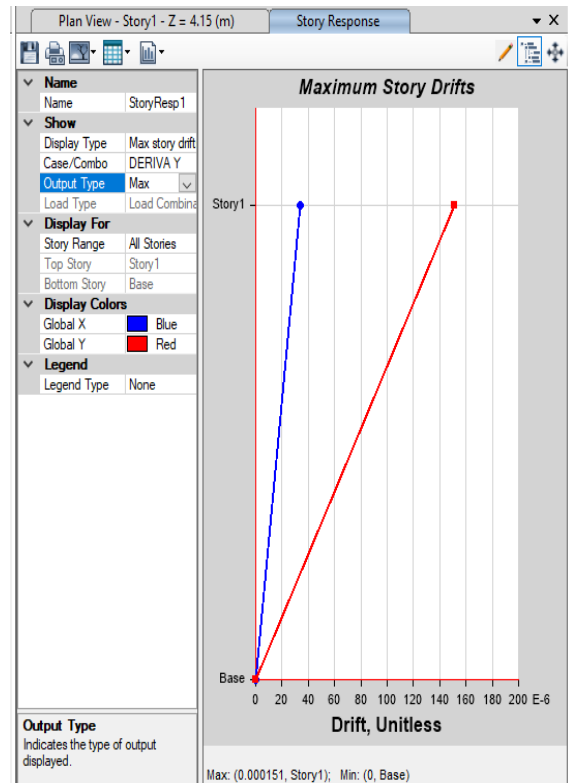 Plan View - Story1 - Z = 4.15 (m)
Story Response
Name
Name StoryResp1
Show
Display Type Max story drift
Case/Combo DERIVA Y
Output Type Max
Load Type Load Combina
Display For
Story Range All Stories
Top Story Story1
Bottom Story Base
Display Colors
Global X Blue
Global Y Red
Legend
Legend Type None
Output Type
Indicates the type of output
displayed.
Maximum Story Drifts
Story1
Base
0 20 40 60 80 100 120 140 160 180 200 E-6
Drift, Unitless
Max: (0.000151, Story1); Min: (0, Base)